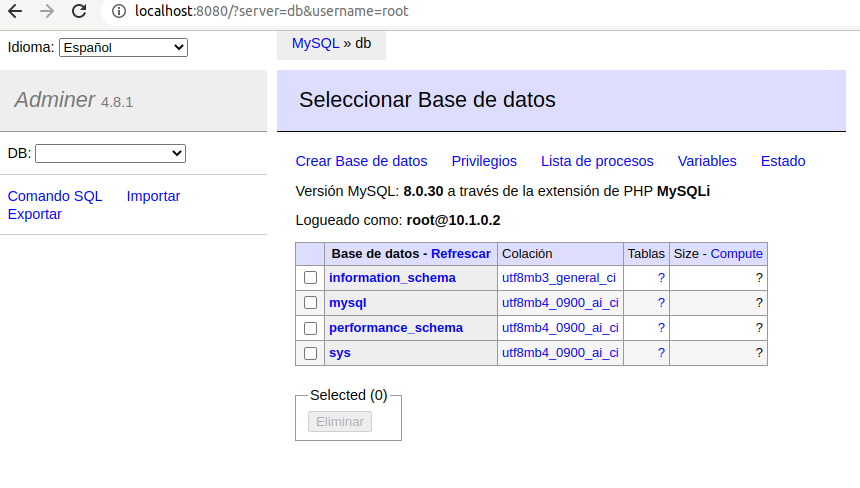 localhost:8080/?server=db&username=root
Idioma: Español
MySQL » db
Adminer 4.8.1
Seleccionar Base de datos
DB:
Comando SQL Importar
Exportar
Crear Base de datos Privilegios Lista de procesos Variables Estado
Versión MySQL: 8.0.30 a través de la extensión de PHP MySQLi
Logueado como: root@10.1.0.2
Base de datos - Refrescar Colación Tablas Size - Compute
information_schema utf8mb3_general_ci ? ?
mysql utf8mb4_0900_ai_ci ? ?
performance_schema utf8mb4_0900_ai_ci ? ?
sys utf8mb4_0900_ai_ci ? ?
Selected (0)
Eliminar